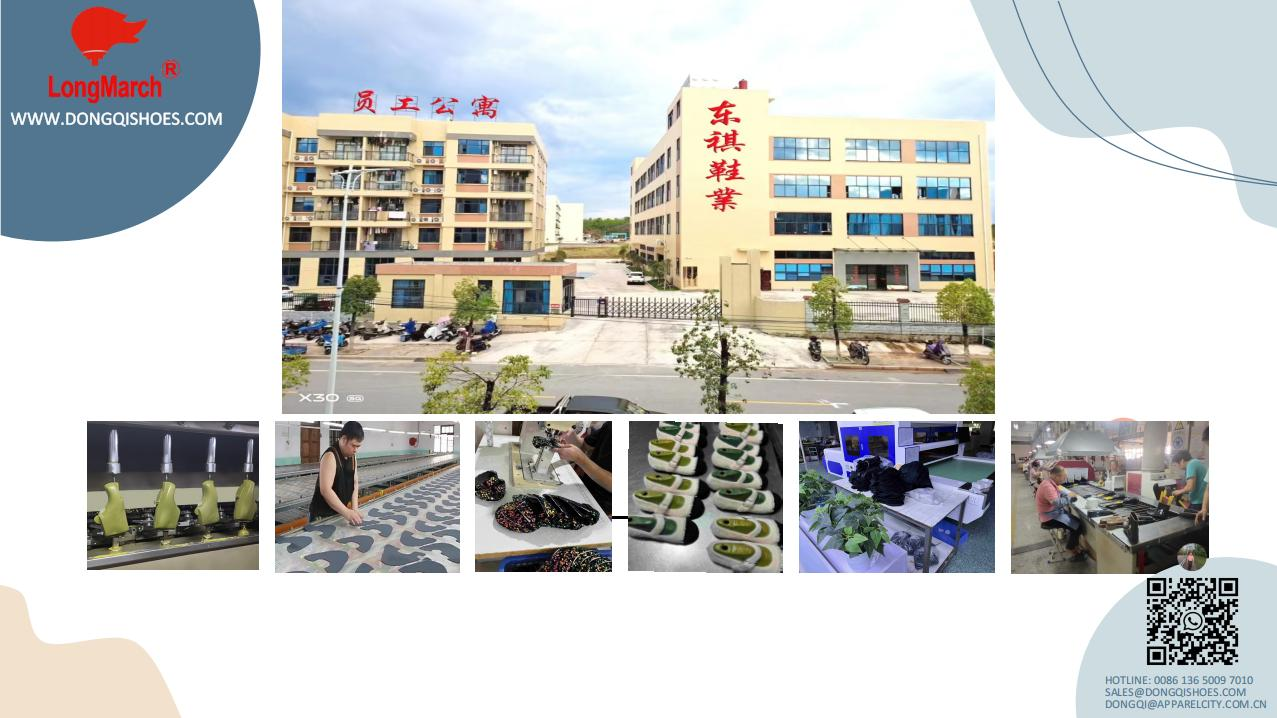 LongMarch®
WWW.DONGQISHOES.COM
员工公寓
东祺鞋業
X30 5G
HOTLINE: 0086 136 5009 7010
SALES@DONGQISHOES.COM
DONGQI@APPARELCITY.COM.CN